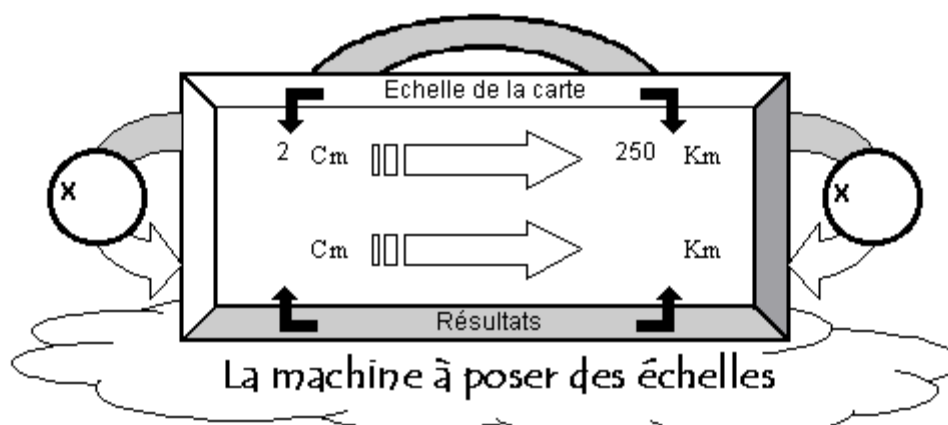 Echelle de la carte
2 Cm 250 Km
x x
Cm Km
Résultats
La machine à poser des échelles